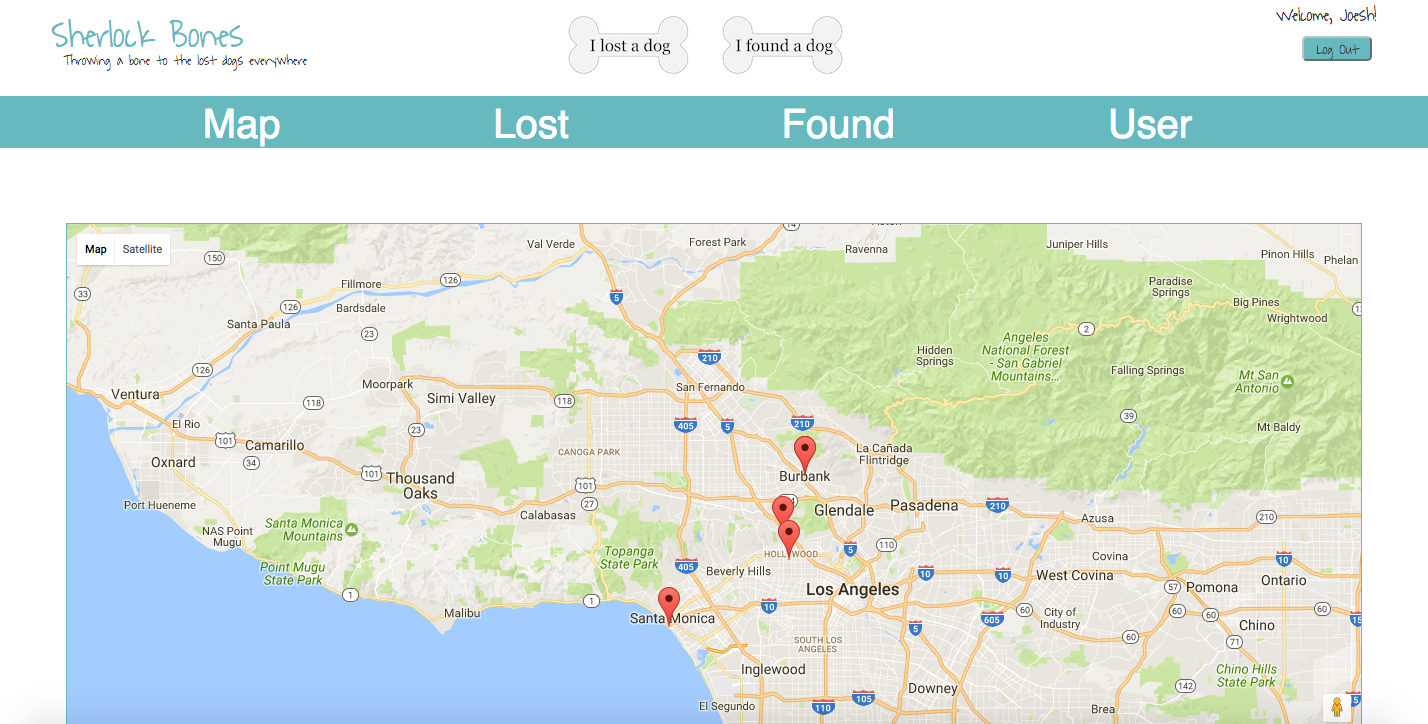 Sherlock Bones
Throwing a bone to the lost dogs everywhere
I lost a dog
I found a dog
Welcome, Joesh!
Log Out
Map
Lost
Found
User
Map
Satellite
14
150
Val Verde
Forest Park
Ravenna
Juniper Hills
Pinon Hills
Phelan
33
126
Fillmore
126
Bardsdale
5
Paradise
Springs
Big Pines
Wrightwood
Santa Paula
23
2
Angeles
National Forest
- San Gabriel
Mountains...
Hidden
Springs
Falling Springs
Mt San
Antonio
126
210
Ventura
Moorpark
Simi Valley
San Fernando
118
118
El Rio
23
405
5
210
39
Mt Baldy
101
Camarillo
CANOGA PARK
La Cañada
Flintridge
Oxnard
34
101
Thousand
Oaks
101
Burbank
Port Hueneme
27
Calabasas
Glendale
Pasadena
210
Azusa
210
NAS Point
Mugu
Santa Monica
Mountains
Topanga
State Park
HOLLYWOOD
5
110
Covina
10
Point Mugu
State Park
405
Beverly Hills
10
10
West Covina
57
Pomona
Ontario
1
1
Los Angeles
Malibu
Santa Monica
10
5
605
60
City of
Industry
60
60
60
Chino
60
15
SOUTH LOS
ANGELES
71
Inglewood
Downey
Chino Hills
State Park
142
El Segundo
110
105
Brea
5